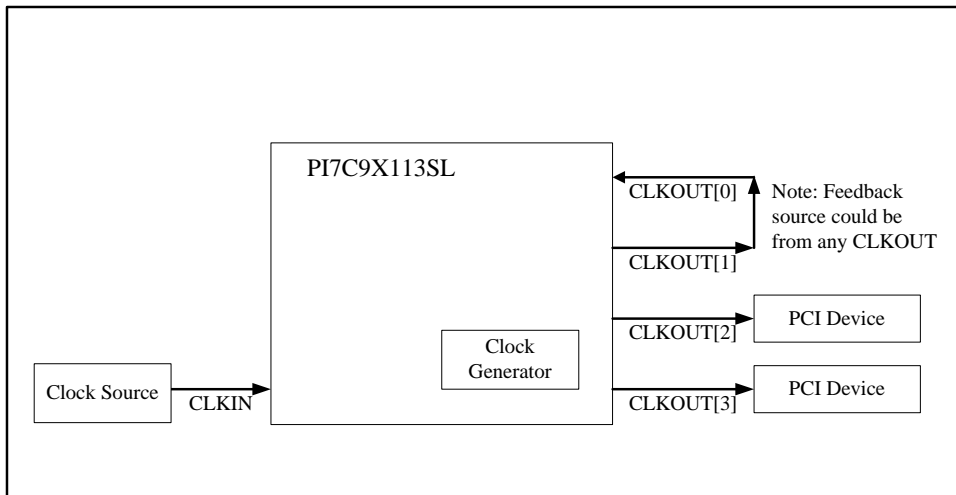 PI7C9X113SL
CLKOUT[0]
Note: Feedback
source could be
from any CLKOUT
CLKOUT[1]
CLKOUT[2]
PCI Device
Clock
Generator
Clock Source
CLKIN
CLKOUT[3]
PCI Device